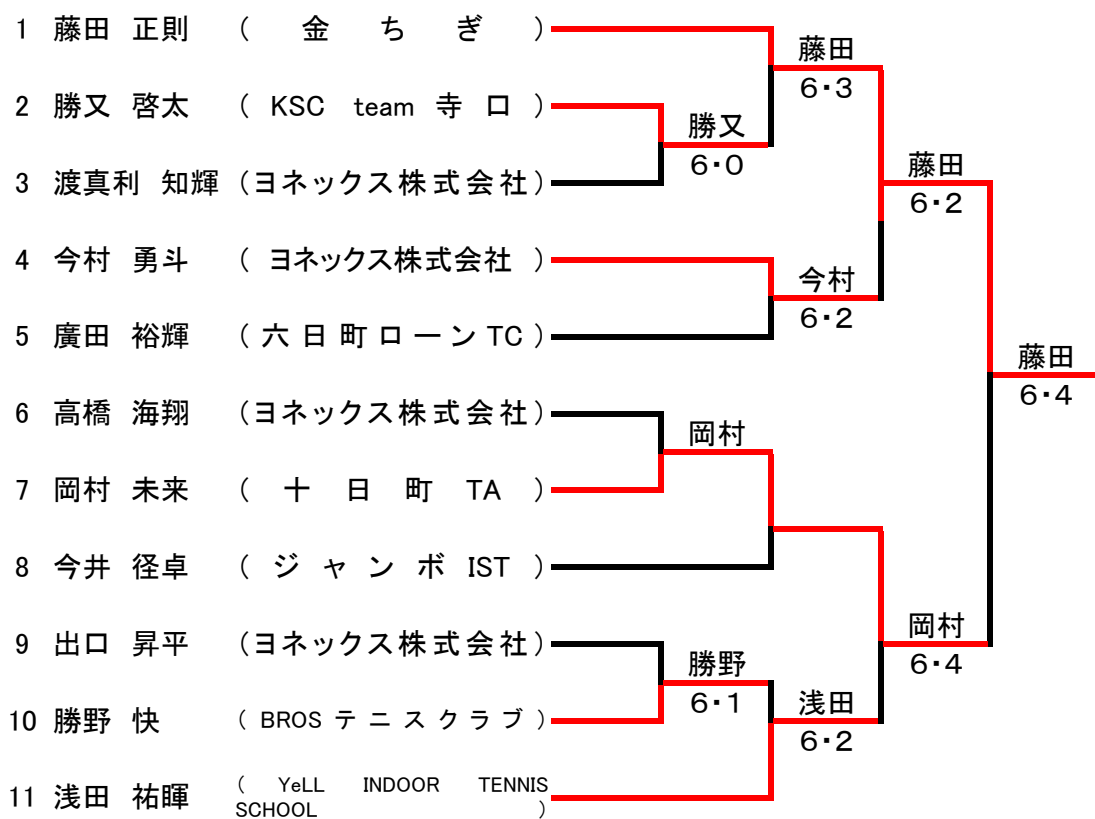 1 藤田 正則 ( 金 ち ぎ )
藤田
6・3
2 勝又 啓太 ( KSC team 寺 口 )
勝又
6・0
3 渡真利 知輝 (ヨネックス株式会社)
藤田
6・2
4 今村 勇斗 ( ヨネックス株式会社 )
今村
6・2
5 廣田 裕輝 ( 六 日 町 ロ ー ン TC )
藤田
6・4
6 高橋 海翔 (ヨネックス株式会社)
岡村
7 岡村 未来 ( 十 日 町 TA )
8 今井 径卓 ( ジ ャ ン ボ IST )
9 出口 昇平 (ヨネックス株式会社)
岡村
6・4
勝野
6・1
10 勝野 快 ( BROS テ ニ ス ク ラ ブ )
浅田
6・2
11 浅田 祐暉 ( YeLL INDOOR TENNIS
SCHOOL )